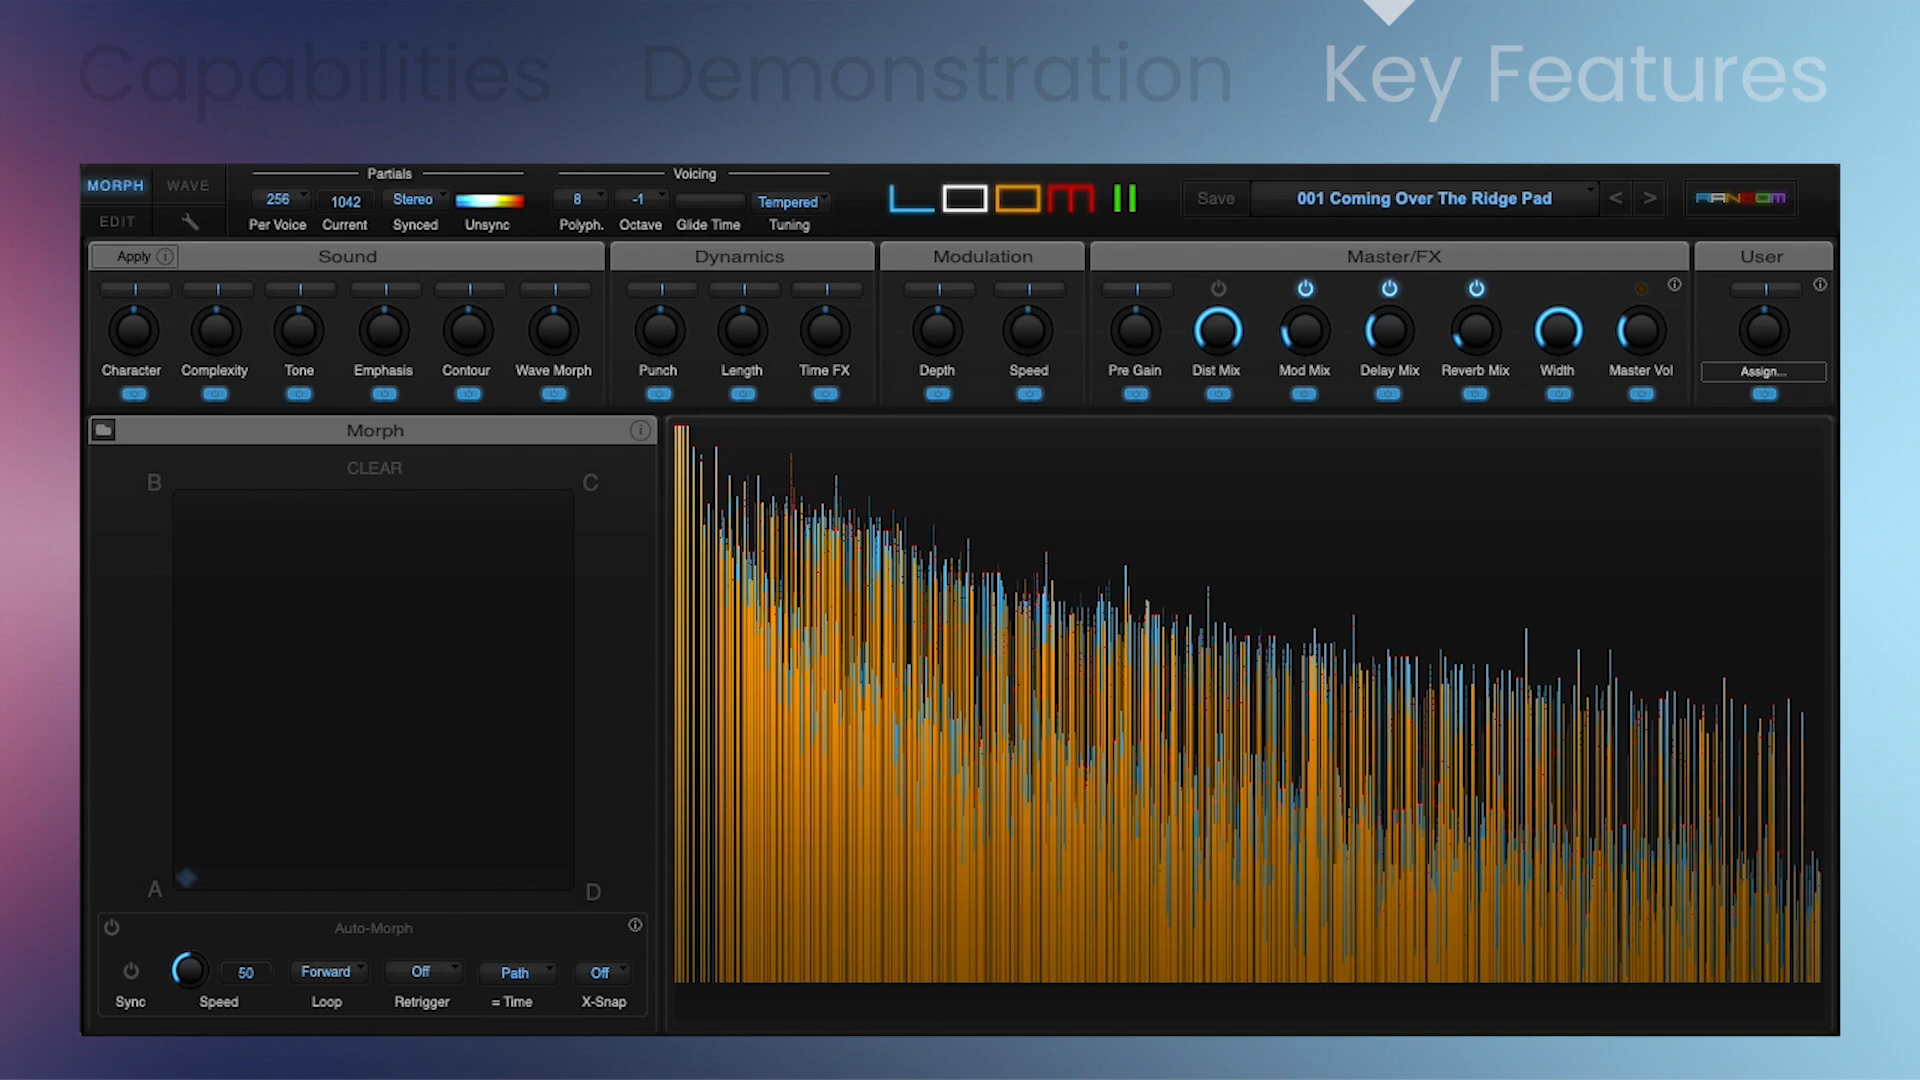 Capabilities Demonstration Key Features
MORPH WAVE
EDIT
Partials
256 1042 Stereo
Per Voice Current Synced Unsync
Voicing
8 -1 Tempered
Polyph. Octave Glide Time Tuning
LOOM II
Save 001 Coming Over The Ridge Pad < >
RANDOM
Apply Sound Dynamics Modulation Master/FX User
Character Complexity Tone Emphasis Contour Wave Morph Punch Length Time FX Depth Speed Pre Gain Dist Mix Mod Mix Delay Mix Reverb Mix Width Master Vol Assign...
Morph
CLEAR
B C
A D
Auto-Morph
50 Forward Off Path Off
Sync Speed Loop Retrigger = Time X-Snap